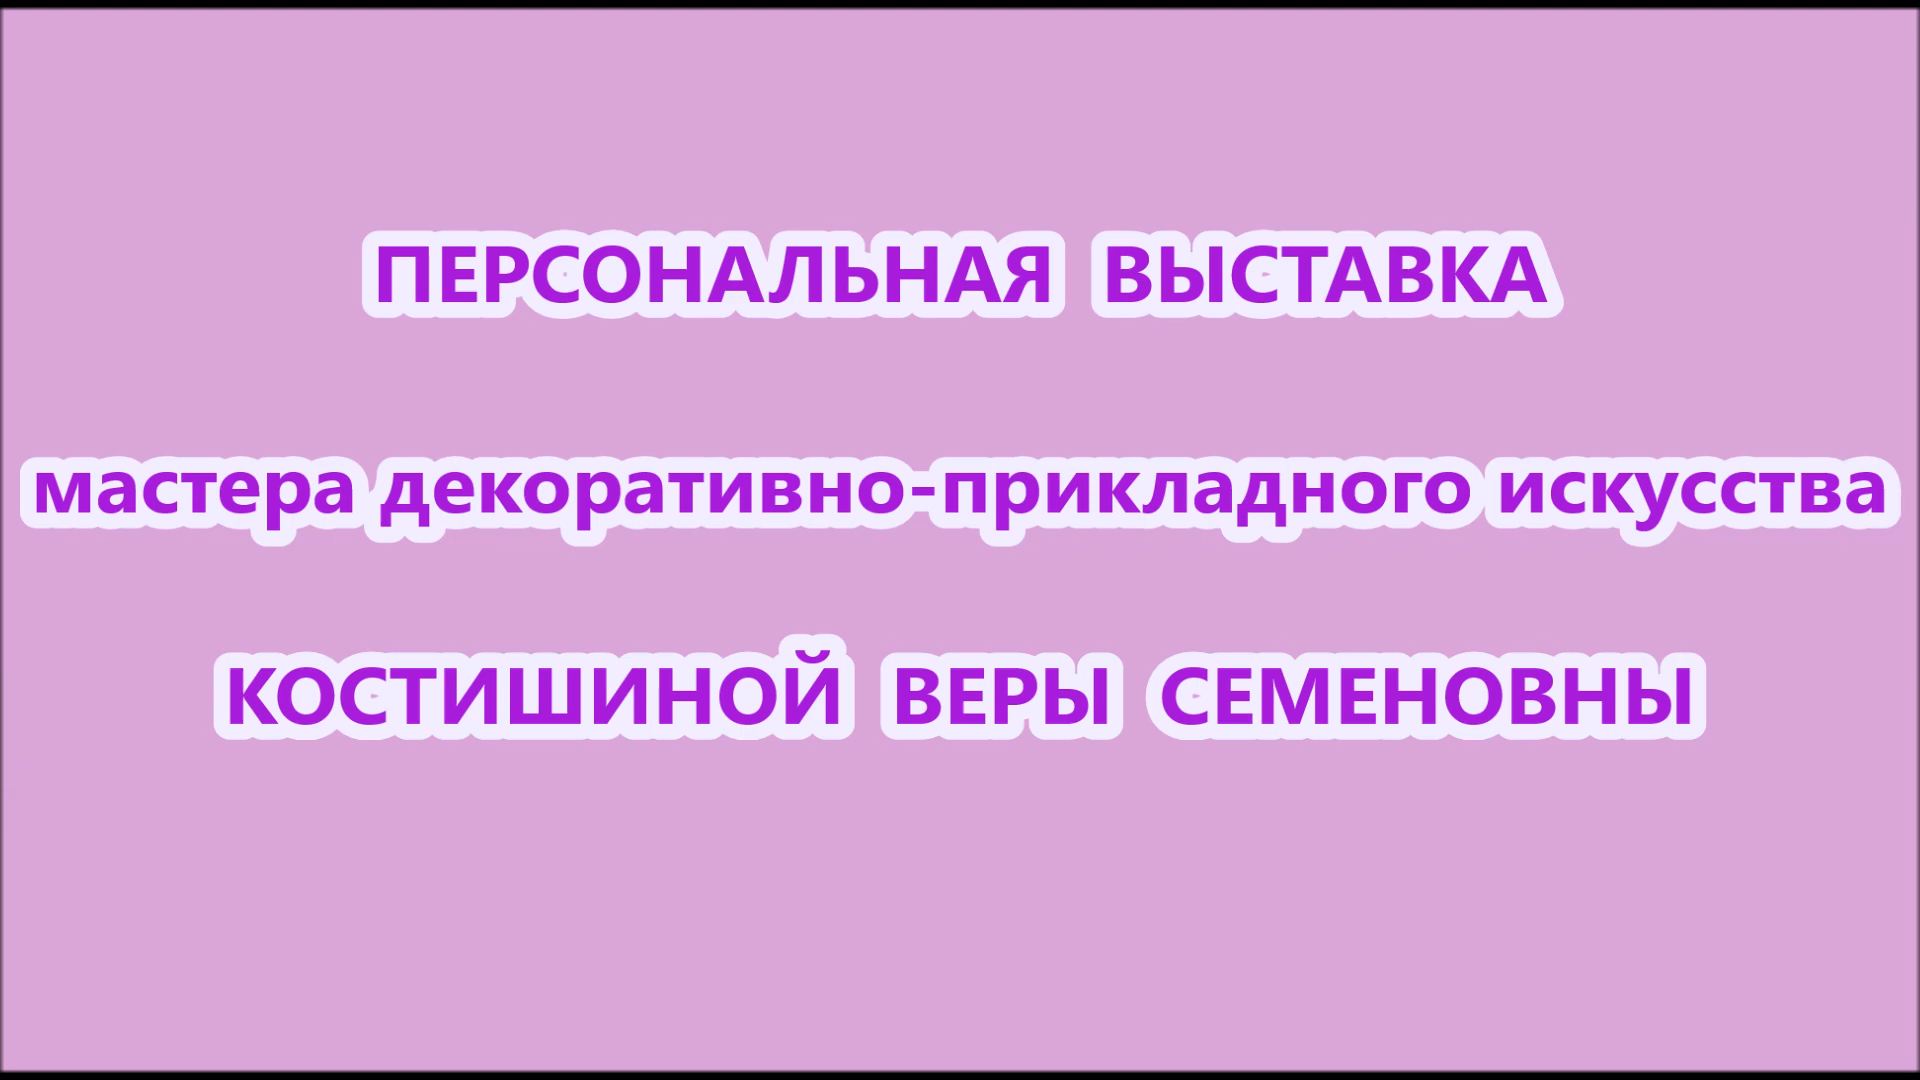 ПЕРСОНАЛЬНАЯ ВЫСТАВКА
мастера декоративно-прикладного искусства
КОСТИШИНОЙ ВЕРЫ СЕМЕНОВНЫ